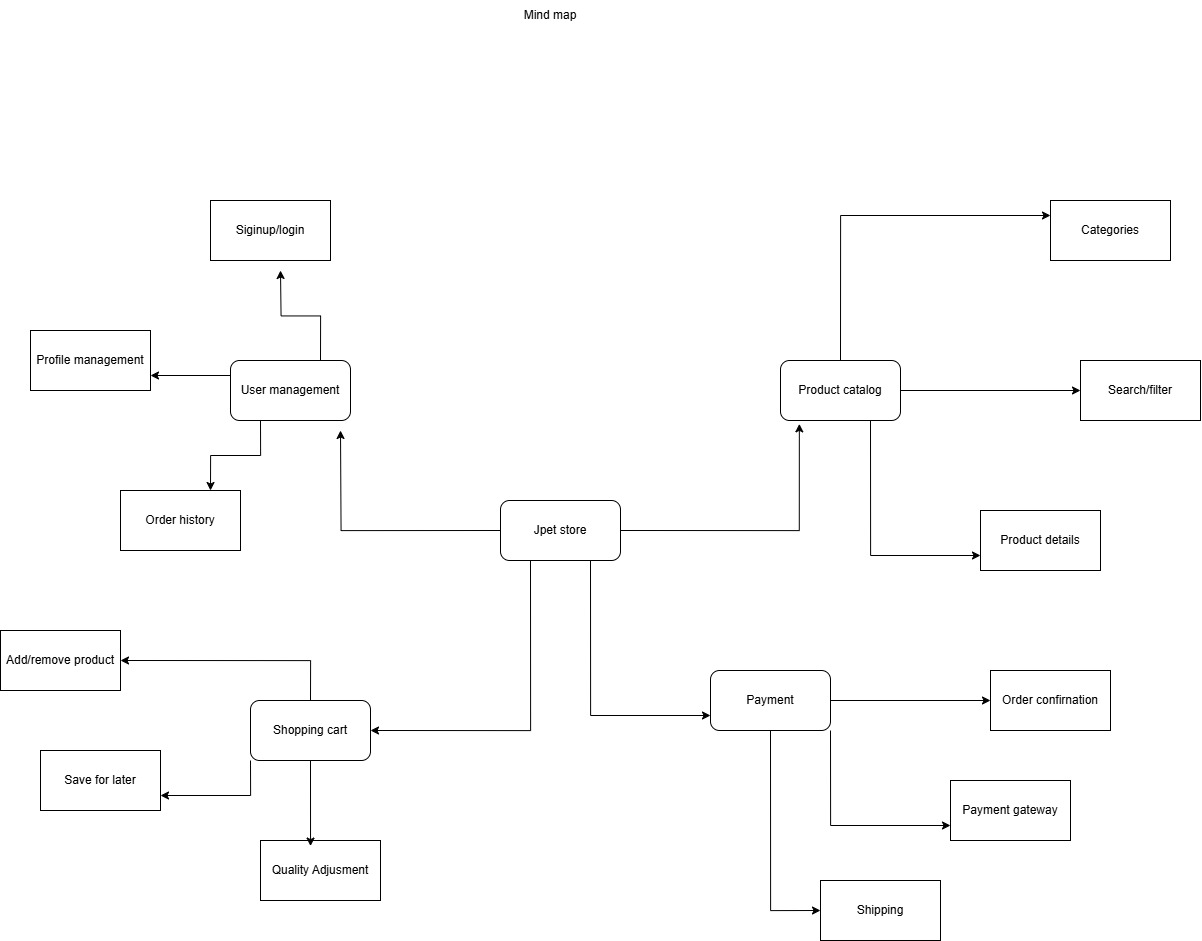 Mind map
Siginup/login
Categories
Profile management
User management
Product catalog
Search/filter
Order history
Jpet store
Product details
Add/remove product
Shopping cart
Payment
Order confirnation
Save for later
Payment gateway
Quality Adjusment
Shipping